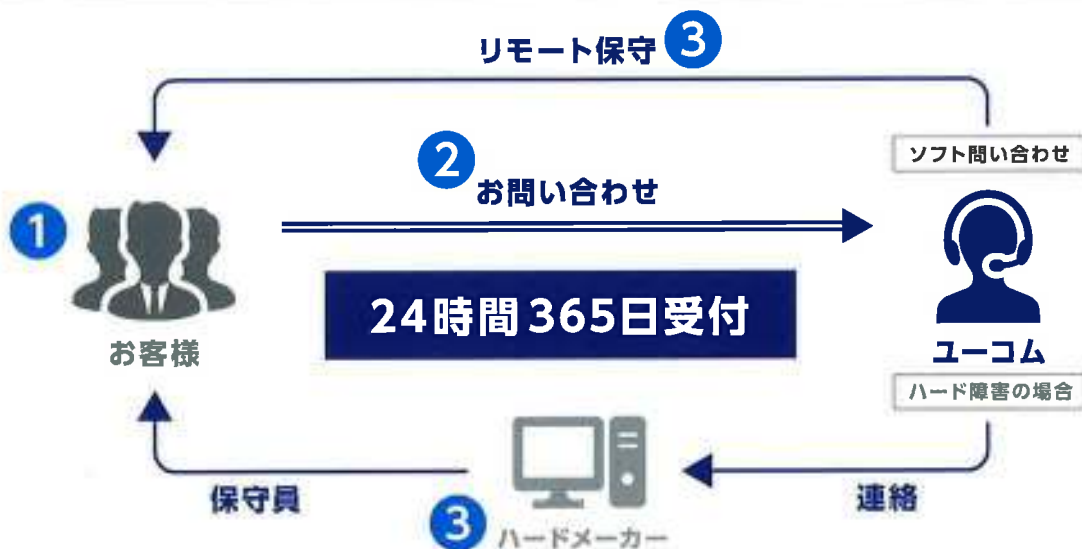 リモート保守 3
ソフト問い合わせ
2
お問い合わせ
1
24時間365日受付
お客様
ユーコム
ハード障害の場合
保守員
連絡
3
ハードメーカー